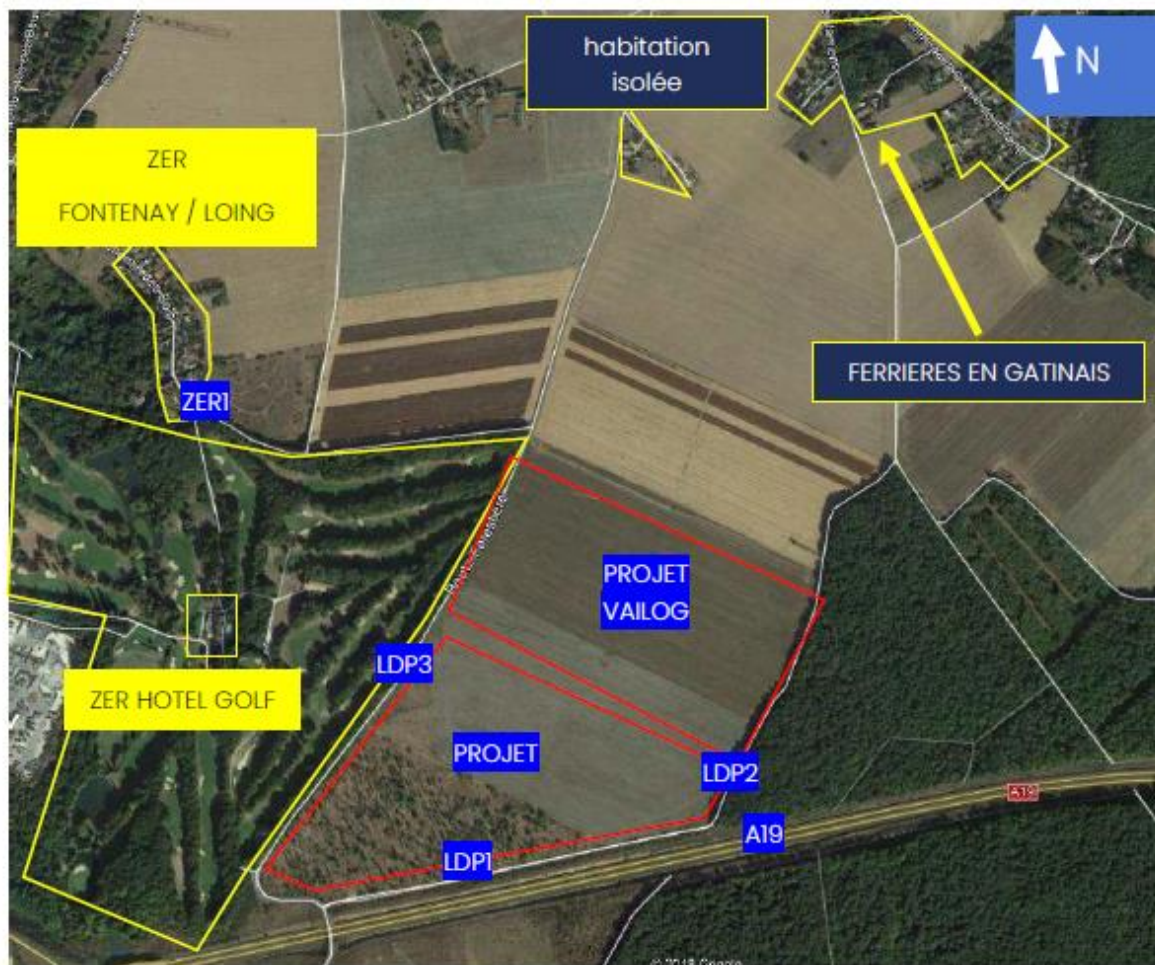 habitation
isolée
N
ZER
FONTENAY / LOING
FERRIERES EN GATINAIS
ZER1
PROJET
VAILOG
LDP3
ZER HOTEL GOLF
PROJET
LDP2
A19
A19
LDP1